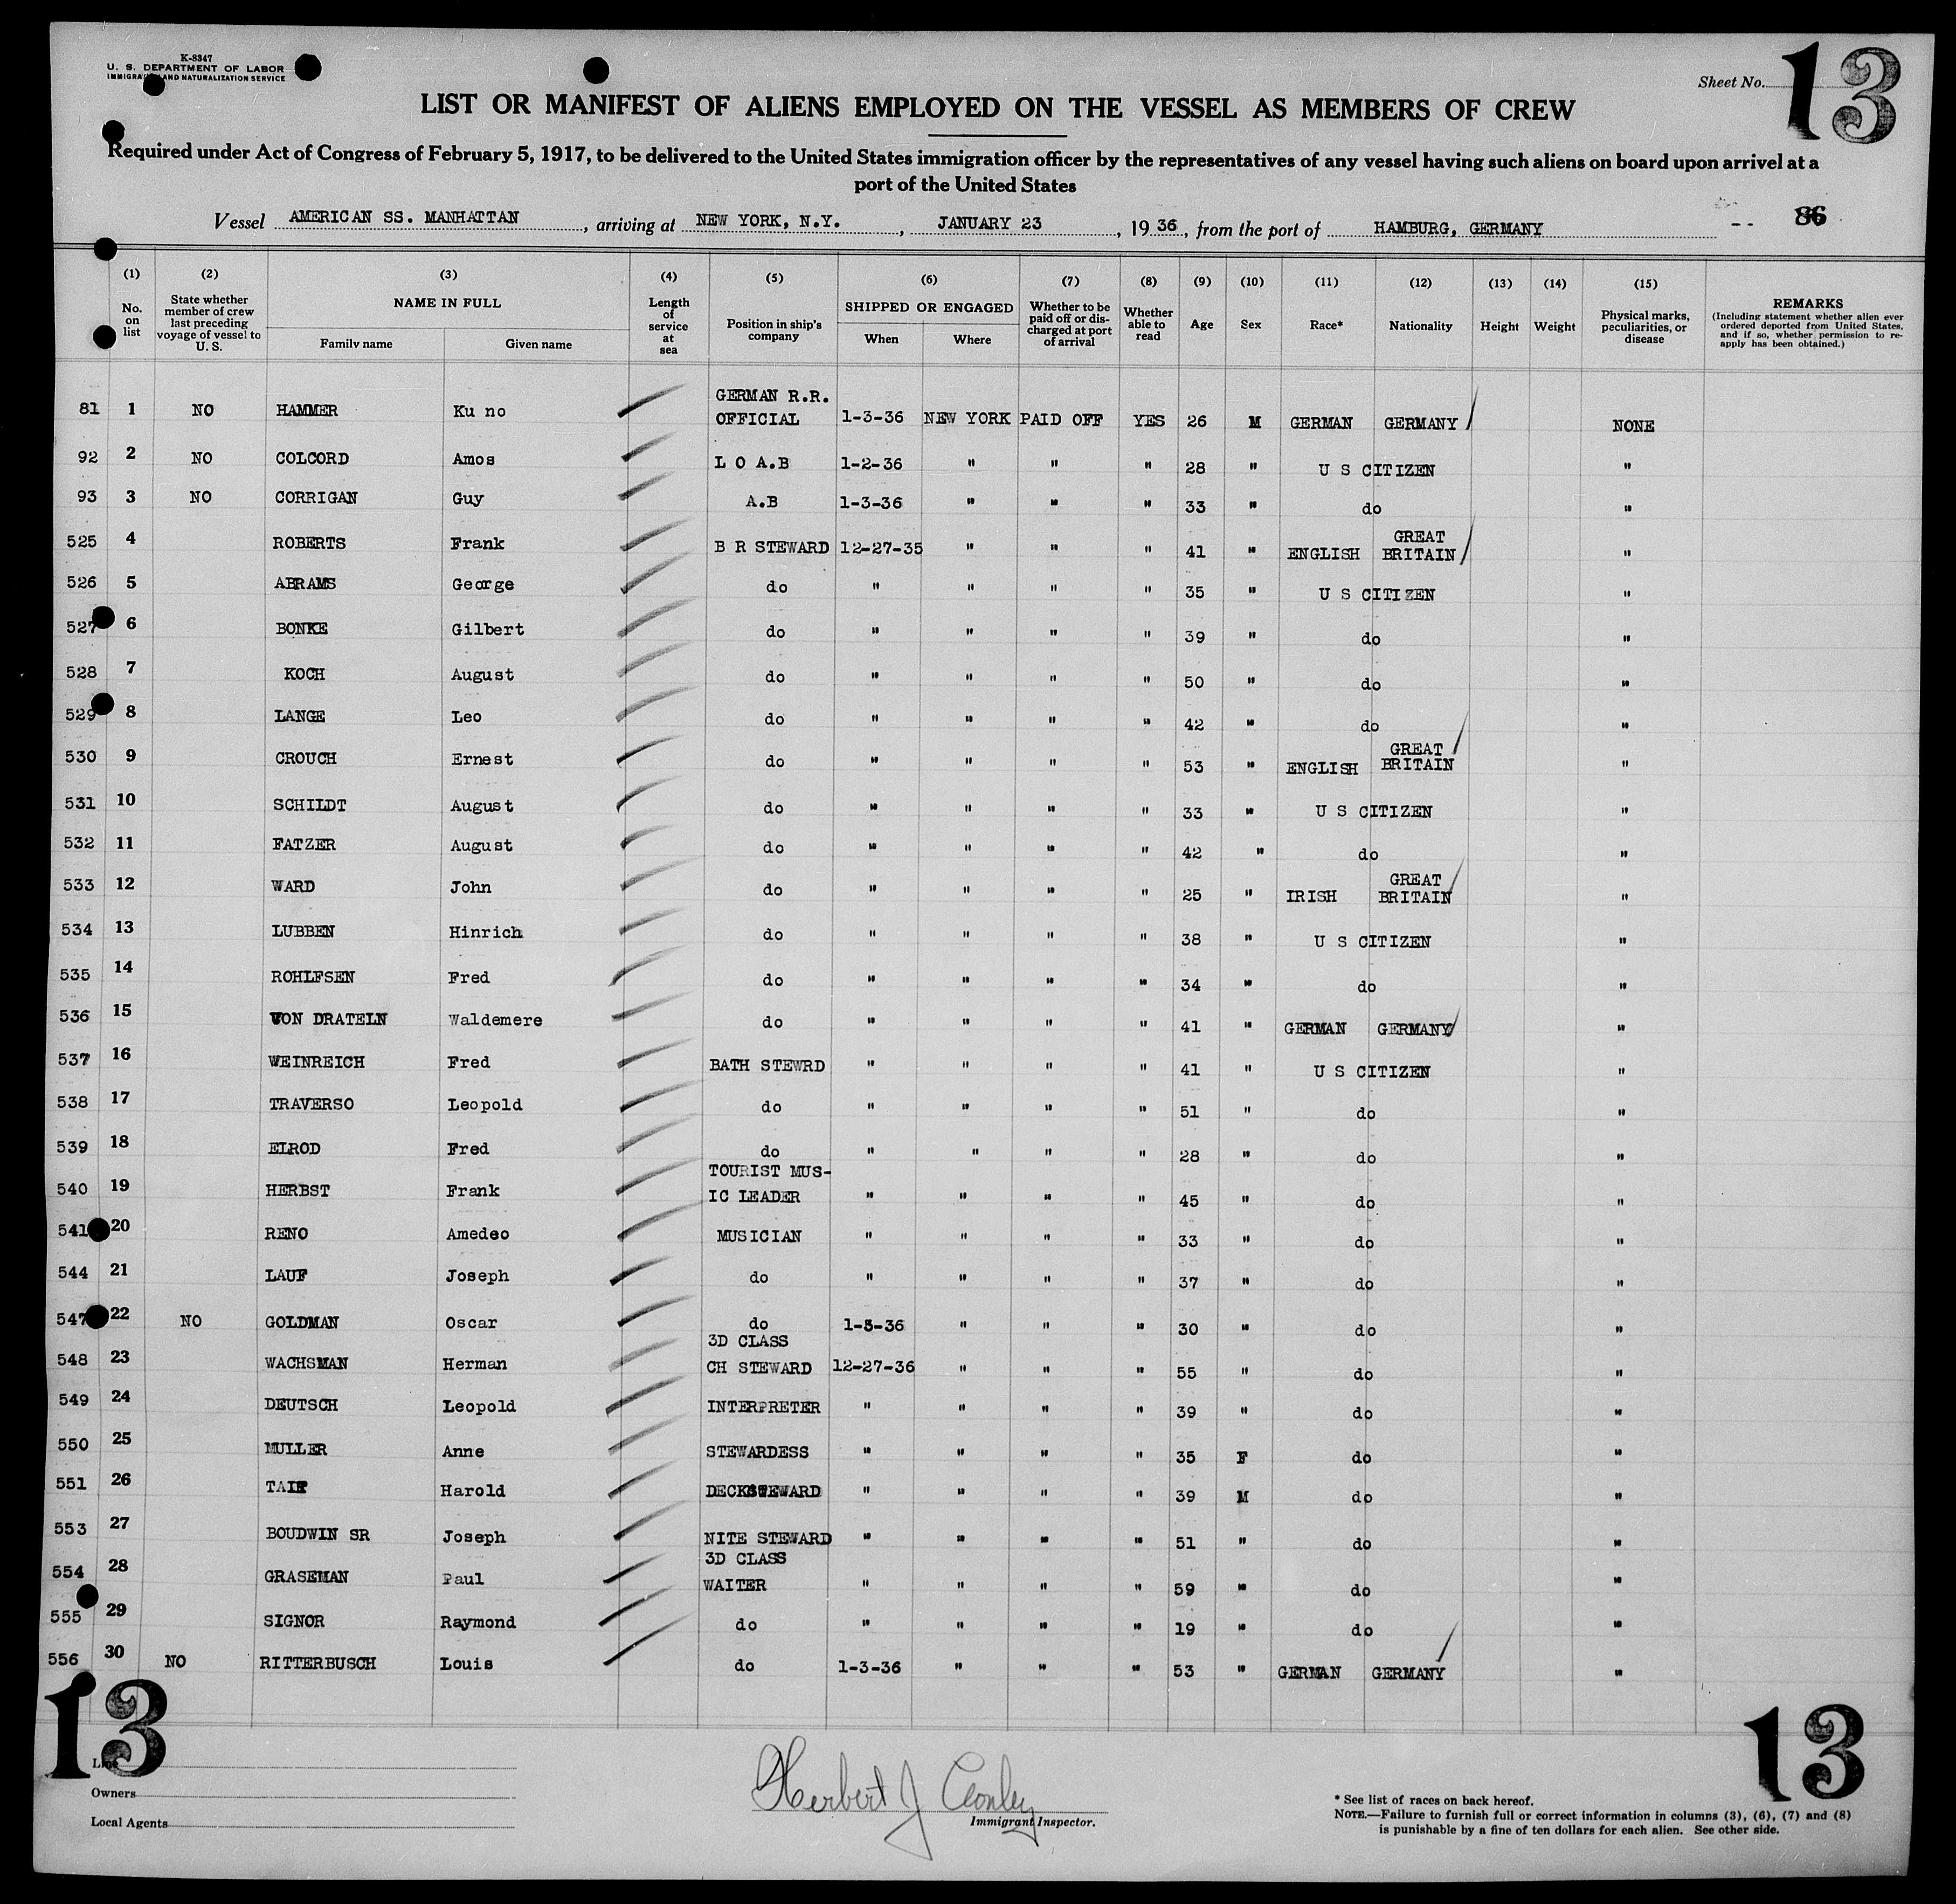 K-8347
U. S. DEPARTMENT OF LABOR
IMMIGRATION AND NATURALIZATION SERVICE
Sheet No. 13
LIST OR MANIFEST OF ALIENS EMPLOYED ON THE VESSEL AS MEMBERS OF CREW
Required under Act of Congress of February 5, 1917, to be delivered to the United States immigration officer by the representatives of any vessel having such aliens on board upon arrival at a
port of the United States
Vessel AMERICAN SS. MANHATTAN, arriving at NEW YORK, N.Y., JANUARY 23, 1936, from the port of HAMBURG, GERMANY -- 86
(1) No. on list (2) State whether member of crew last preceding voyage of vessel to U. S. (3) NAME IN FULL Family name Given name (4) Length of service at sea (5) Position in ship's company (6) SHIPPED OR ENGAGED When Where (7) Whether to be paid off or discharged at port of arrival (8) Whether able to read (9) Age (10) Sex (11) Race* (12) Nationality (13) Height (14) Weight (15) Physical marks, peculiarities, or disease REMARKS (Including statement whether alien ever ordered deported from United States, and if so, whether permission to re-apply has been obtained.)
81 1 NO HAMMER Ku no GERMAN R.R. OFFICIAL 1-3-36 NEW YORK PAID OFF YES 26 M GERMAN GERMANY NONE
92 2 NO COLCORD Amos L O A.B 1-2-36 " " " 28 " U S CITIZEN "
93 3 NO CORRIGAN Guy A.B 1-3-36 " " " 33 " do "
525 4 ROBERTS Frank B R STEWARD 12-27-35 " " " 41 " ENGLISH GREAT BRITAIN "
526 5 ABRAMS George do " " " " 35 " U S CITIZEN "
527 6 BONKE Gilbert do " " " " 39 " do "
528 7 KOCH August do " " " " 50 " do "
529 8 LANGE Leo do " " " " 42 " do "
530 9 CROUCH Ernest do " " " " 53 " ENGLISH GREAT BRITAIN "
531 10 SCHILDT August do " " " " 33 " U S CITIZEN "
532 11 FATZER August do " " " " 42 " do "
533 12 WARD John do " " " " 25 " IRISH GREAT BRITAIN "
534 13 LUBBEN Hinrich do " " " " 38 " U S CITIZEN "
535 14 ROHLFSEN Fred do " " " " 34 " do "
536 15 VON DRATELN Waldemere do " " " " 41 " GERMAN GERMANY "
537 16 WEINREICH Fred BATH STEWRD " " " " 41 " U S CITIZEN "
538 17 TRAVERSO Leopold do " " " " 51 " do "
539 18 ELROD Fred do " " " " 28 " do "
540 19 HERBST Frank TOURIST MUS-IC LEADER " " " " 45 " do "
541 20 RENO Amedeo MUSICIAN " " " " 33 " do "
544 21 LAUF Joseph do " " " " 37 " do "
547 22 NO GOLDMAN Oscar do 1-3-36 " " " 30 " do "
548 23 WACHSMAN Herman 3D CLASS CH STEWARD 12-27-36 " " " 55 " do "
549 24 DEUTSCH Leopold INTERPRETER " " " " 39 " do "
550 25 MULLER Anne STEWARDESS " " " " 35 F do "
551 26 Harold DECKSTEWARD " " " " 39 M do "
553 27 BOUDWIN SR Joseph NITE STEWARD " " " " 51 " do "
554 28 GRASEMAN Paul 3D CLASS WAITER " " " " 59 " do "
555 29 SIGNOR Raymond do " " " " 19 " do "
556 30 NO RITTERBUSCH Louis do 1-3-36 " " " 53 " GERMAN GERMANY "
13
13
Line
Owners
Local Agents
Herbert J Conley
Immigrant Inspector.
* See list of races on back hereof.
NOTE.—Failure to furnish full or correct information in columns (3), (6), (7) and (8)
is punishable by a fine of ten dollars for each alien. See other side.